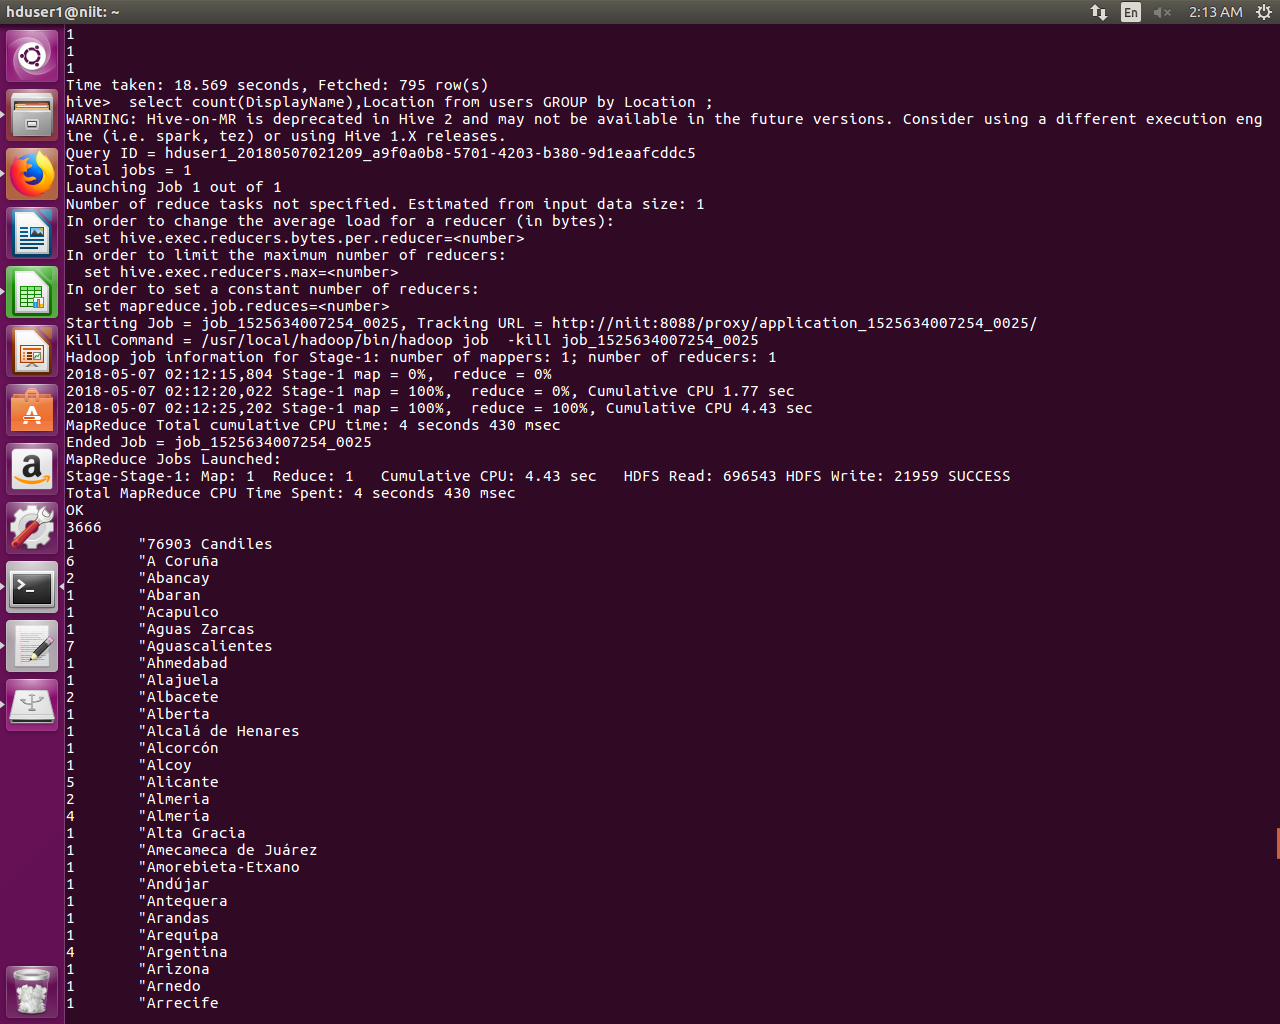 hduser1@niit: ~
En
2:13 AM
1
1
1
Time taken: 18.569 seconds, Fetched: 795 row(s)
hive>  select count(DisplayName),Location from users GROUP by Location ;
WARNING: Hive-on-MR is deprecated in Hive 2 and may not be available in the future versions. Consider using a different execution eng
ine (i.e. spark, tez) or using Hive 1.X releases.
Query ID = hduser1_20180507021209_a9f0a0b8-5701-4203-b380-9d1eaafcddc5
Total jobs = 1
Launching Job 1 out of 1
Number of reduce tasks not specified. Estimated from input data size: 1
In order to change the average load for a reducer (in bytes):
  set hive.exec.reducers.bytes.per.reducer=<number>
In order to limit the maximum number of reducers:
  set hive.exec.reducers.max=<number>
In order to set a constant number of reducers:
  set mapreduce.job.reduces=<number>
Starting Job = job_1525634007254_0025, Tracking URL = http://niit:8088/proxy/application_1525634007254_0025/
Kill Command = /usr/local/hadoop/bin/hadoop job  -kill job_1525634007254_0025
Hadoop job information for Stage-1: number of mappers: 1; number of reducers: 1
2018-05-07 02:12:15,804 Stage-1 map = 0%,  reduce = 0%
2018-05-07 02:12:20,022 Stage-1 map = 100%,  reduce = 0%, Cumulative CPU 1.77 sec
2018-05-07 02:12:25,202 Stage-1 map = 100%,  reduce = 100%, Cumulative CPU 4.43 sec
MapReduce Total cumulative CPU time: 4 seconds 430 msec
Ended Job = job_1525634007254_0025
MapReduce Jobs Launched:
Stage-Stage-1: Map: 1  Reduce: 1   Cumulative CPU: 4.43 sec   HDFS Read: 696543 HDFS Write: 21959 SUCCESS
Total MapReduce CPU Time Spent: 4 seconds 430 msec
OK
3666
1       "76903 Candiles
6       "A Coruña
2       "Abancay
1       "Abaran
1       "Acapulco
1       "Aguas Zarcas
7       "Aguascalientes
1       "Ahmedabad
1       "Alajuela
2       "Albacete
1       "Alberta
1       "Alcalá de Henares
1       "Alcorcón
1       "Alcoy
5       "Alicante
2       "Almeria
4       "Almería
1       "Alta Gracia
1       "Amecameca de Juárez
1       "Amorebieta-Etxano
1       "Andújar
1       "Antequera
1       "Arandas
1       "Arequipa
4       "Argentina
1       "Arizona
1       "Arnedo
1       "Arrecife